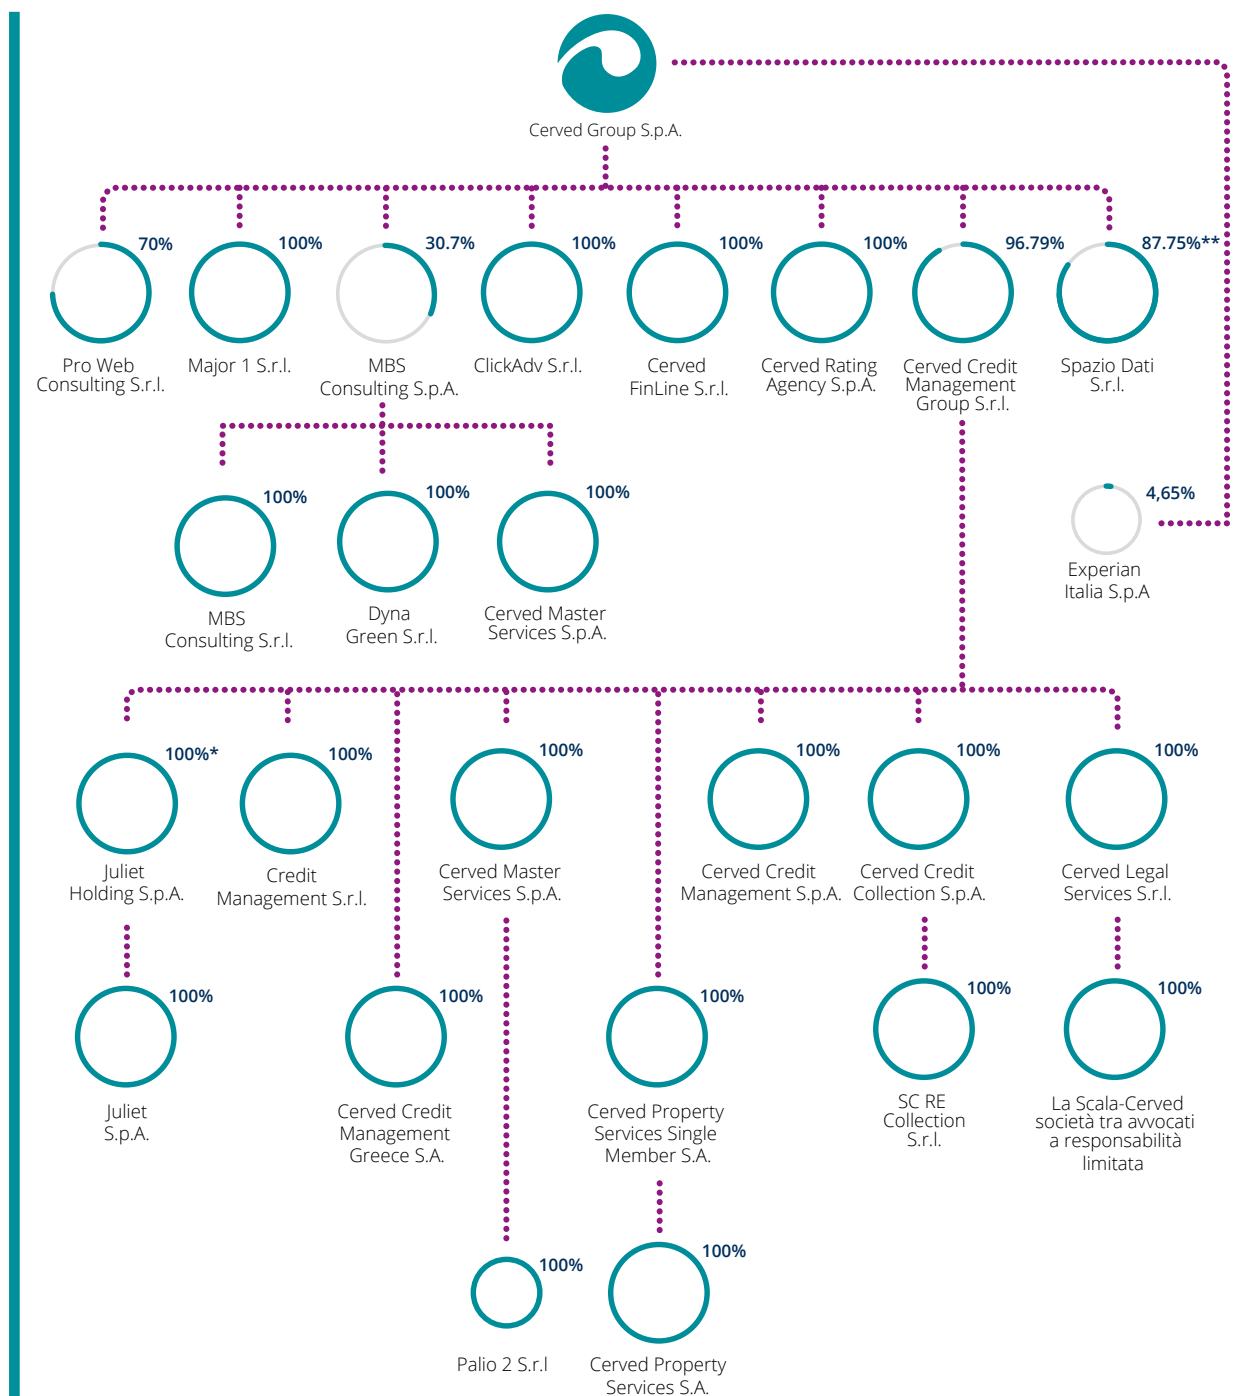 Cerved Group S.p.A.
70%
100%
30.7%
100%
100%
100%
96.79%
87.75%**
Pro Web
Consulting S.r.l.
Major 1 S.r.l.
MBS
Consulting S.p.A.
ClickAdv S.r.l.
Cerved
FinLine S.r.l.
Cerved Rating
Agency S.p.A.
Cerved Credit
Management
Group S.r.l.
Spazio Dati
S.r.l.
100%
100%
100%
4,65%
MBS
Consulting S.r.l.
Dyna
Green S.r.l.
Cerved Master
Services S.p.A.
Experian
Italia S.p.A
100%*
100%
100%
100%
100%
100%
Juliet
Holding S.p.A.
Credit
Management S.r.l.
Cerved Master
Services S.p.A.
Cerved Credit
Management S.p.A.
Cerved Credit
Collection S.p.A.
Cerved Legal
Services S.r.l.
100%
100%
100%
100%
100%
Juliet
S.p.A.
Cerved Credit
Management
Greece S.A.
Cerved Property
Services Single
Member S.A.
SC RE
Collection
S.r.l.
La Scala-Cerved
società tra avvocati
a responsabilità
limitata
100%
100%
Palio 2 S.r.l
Cerved Property
Services S.A.